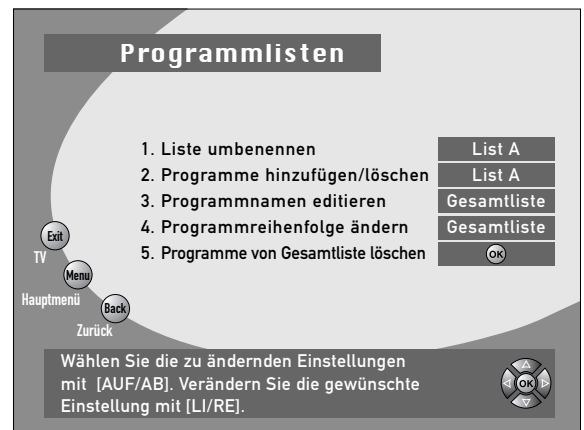 Programmlisten
1. Liste umbenennen List A
2. Programme hinzufügen/löschen List A
3. Programmnamen editieren Gesamtliste
4. Programmreihenfolge ändern Gesamtliste
5. Programme von Gesamtliste löschen OK
Exit
TV
Menu
Hauptmenü
Back
Zurück
Wählen Sie die zu ändernden Einstellungen
mit [AUF/AB]. Verändern Sie die gewünschte
Einstellung mit [LI/RE].
OK